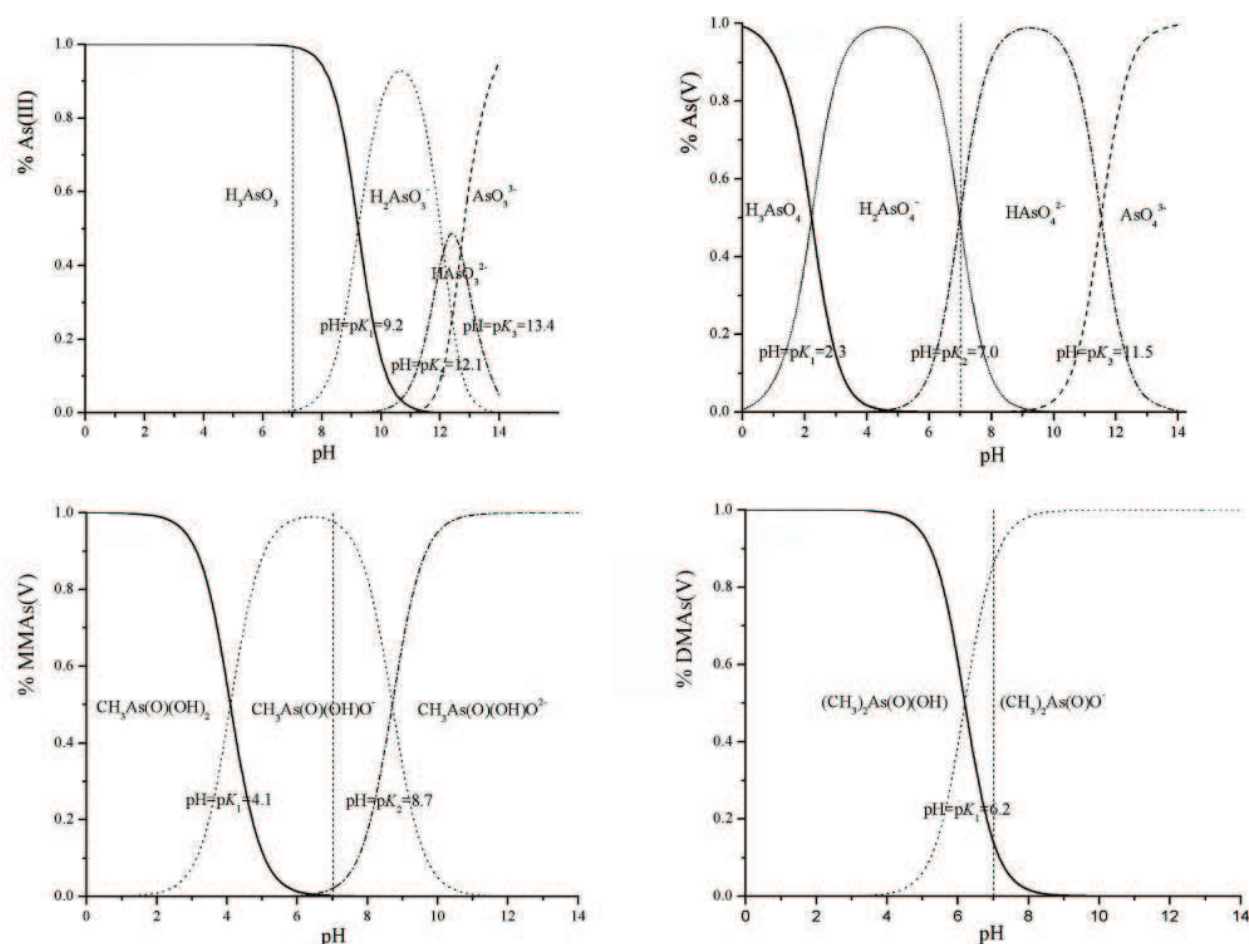 % As(III)
1.0
0.8
0.6
0.4
0.2
0.0
H₃AsO₃
H₂AsO₃⁻
AsO₃³⁻
HAsO₃²⁻
pH=pK₁=9.2
pH=pK₃=13.4
pH=pK₂=12.1
0 2 4 6 8 10 12 14
pH
% As(V)
1.0
0.8
0.6
0.4
0.2
0.0
H₃AsO₄
H₂AsO₄⁻
HAsO₄²⁻
AsO₄³⁻
pH=pK₁=2.3
pH=pK₂=7.0
pH=pK₃=11.5
0 2 4 6 8 10 12 14
pH
% MMAs(V)
1.0
0.8
0.6
0.4
0.2
0.0
CH₃As(O)(OH)₂
CH₃As(O)(OH)O⁻
CH₃As(O)(OH)O²⁻
pH=pK₁=4.1
pH=pK₂=8.7
0 2 4 6 8 10 12 14
pH
% DMAs(V)
1.0
0.8
0.6
0.4
0.2
0.0
(CH₃)₂As(O)(OH)
(CH₃)₂As(O)O⁻
pH=pK₁=6.2
0 2 4 6 8 10 12 14
pH